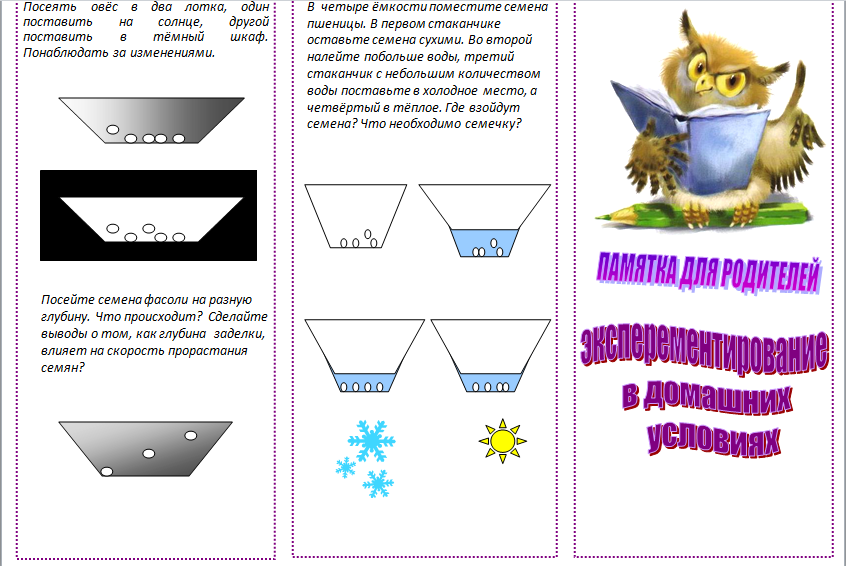 Посеять овёс в два лотка, один
поставить на солнце, другой
поставить в тёмный шкаф.
Понаблюдать за изменениями.
Посейте семена фасоли на разную
глубину. Что происходит? Сделайте
выводы о том, как глубина заделки,
влияет на скорость прорастания
семян?
В четыре ёмкости поместите семена
пшеницы. В первом стаканчике
оставьте семена сухими. Во второй
налейте побольше воды, третий
стаканчик с небольшим количеством
воды поставьте в холодное место, а
четвёртый в тёплое. Где взойдут
семена? Что необходимо семечку?
ПАМЯТКА ДЛЯ РОДИТЕЛЕЙ
эксперементирование
в домашних
условиях